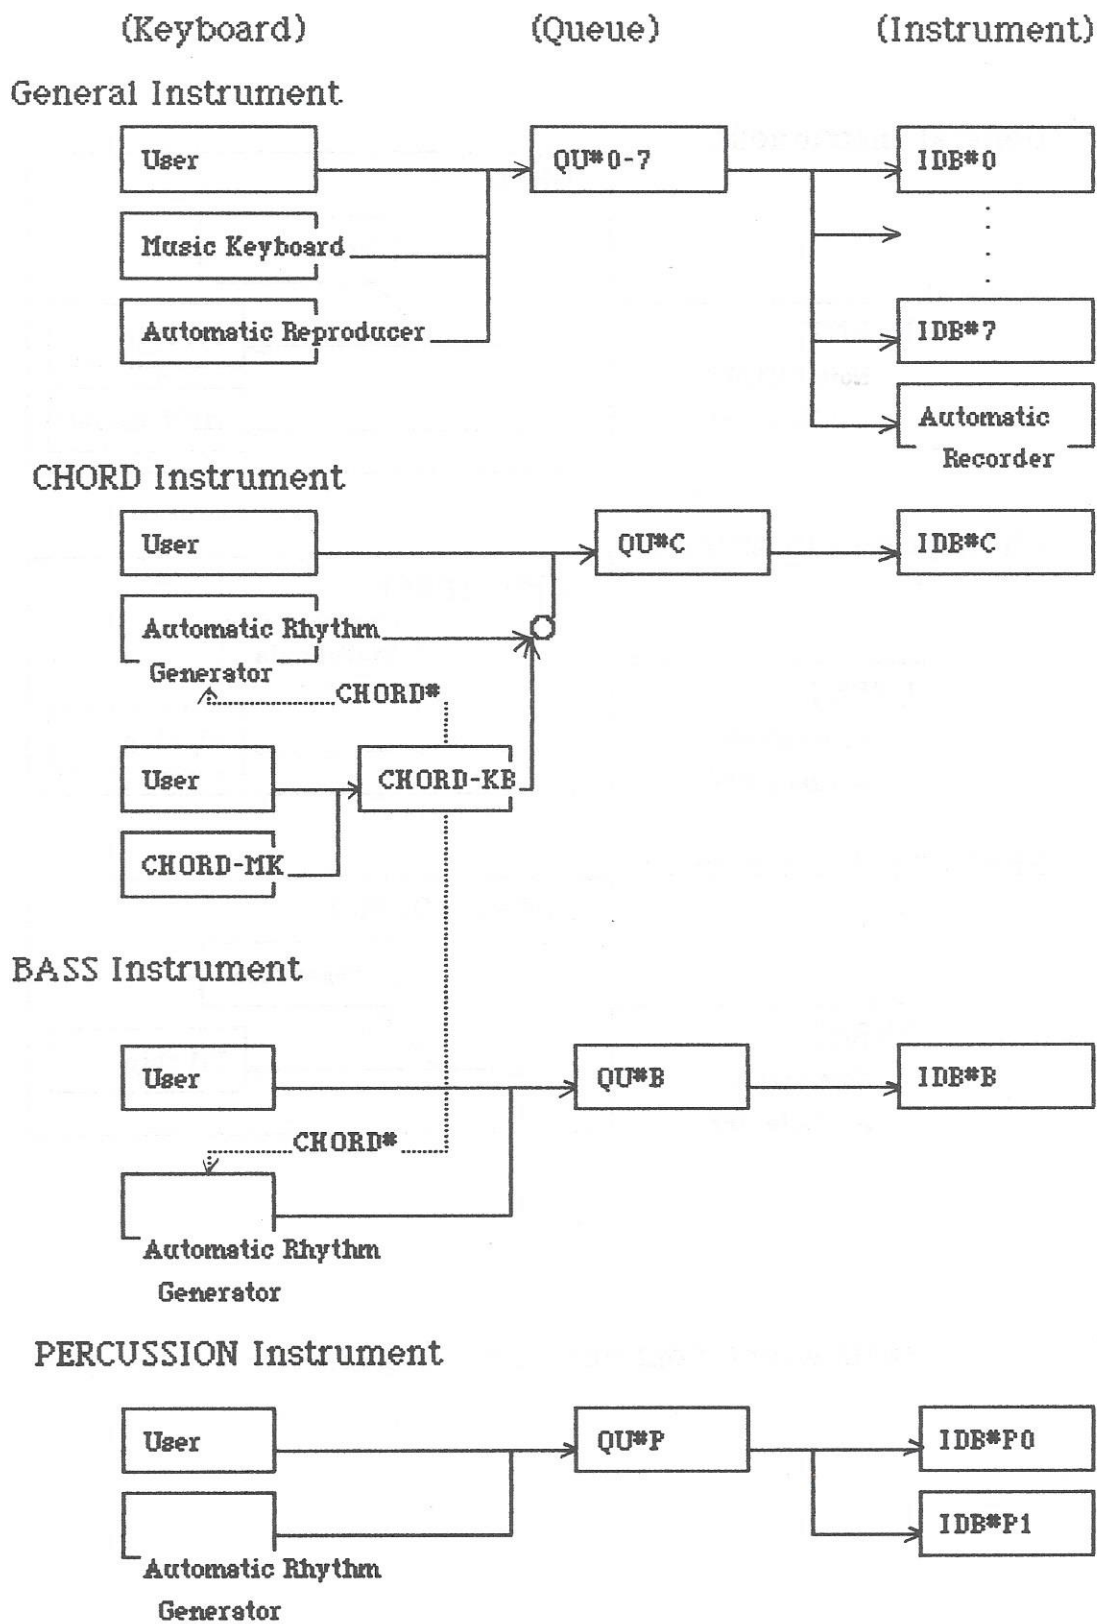 (Keyboard)
(Queue)
(Instrument)
General Instrument
User
QU#0-7
IDB#0
Music Keyboard
Automatic Reproducer
IDB#7
Automatic
Recorder
CHORD Instrument
User
QU#C
IDB#C
Automatic Rhythm
Generator
CHORD#
User
CHORD-KB
CHORD-MK
BASS Instrument
User
QU#B
IDB#B
CHORD#
Automatic Rhythm
Generator
PERCUSSION Instrument
User
QU#P
IDB#P0
IDB#P1
Automatic Rhythm
Generator